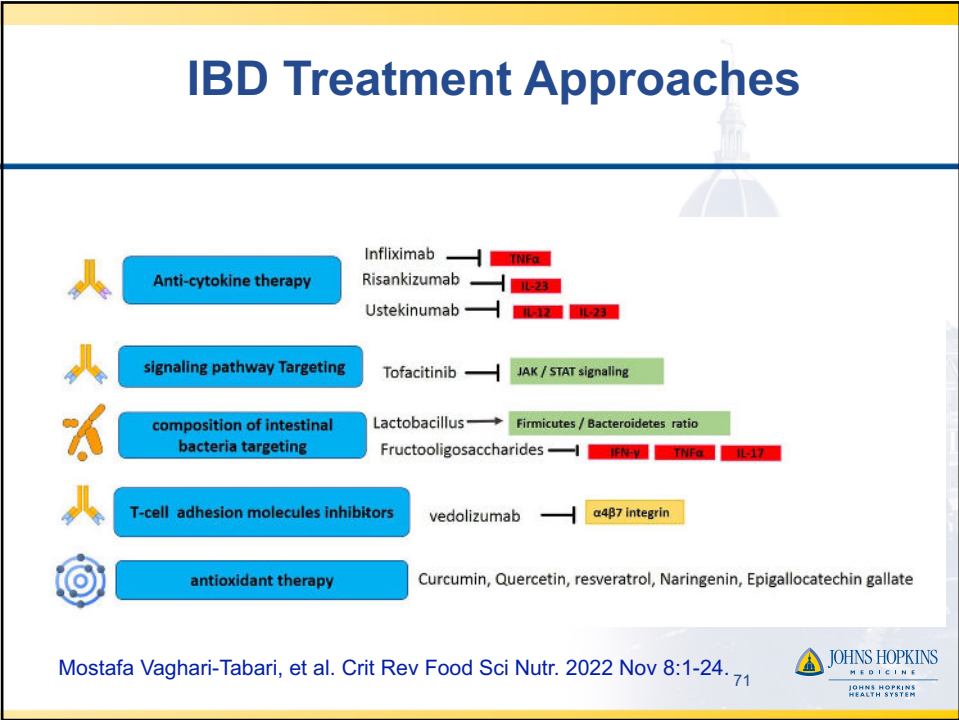 IBD Treatment Approaches
Infliximab
TNFα
Anti-cytokine therapy
Risankizumab
IL-23
Ustekinumab
IL-12 IL-23
signaling pathway Targeting
Tofacitinib
JAK / STAT signaling
composition of intestinal
bacteria targeting
Lactobacillus
Firmicutes / Bacteroidetes ratio
Fructooligosaccharides
IFN-γ TNFα IL-17
T-cell adhesion molecules inhibitors
vedolizumab
α4β7 integrin
antioxidant therapy
Curcumin, Quercetin, resveratrol, Naringenin, Epigallocatechin gallate
Mostafa Vaghari-Tabari, et al. Crit Rev Food Sci Nutr. 2022 Nov 8:1-24.
71
JOHNS HOPKINS
MEDICINE
JOHNS HOPKINS
HEALTH SYSTEM